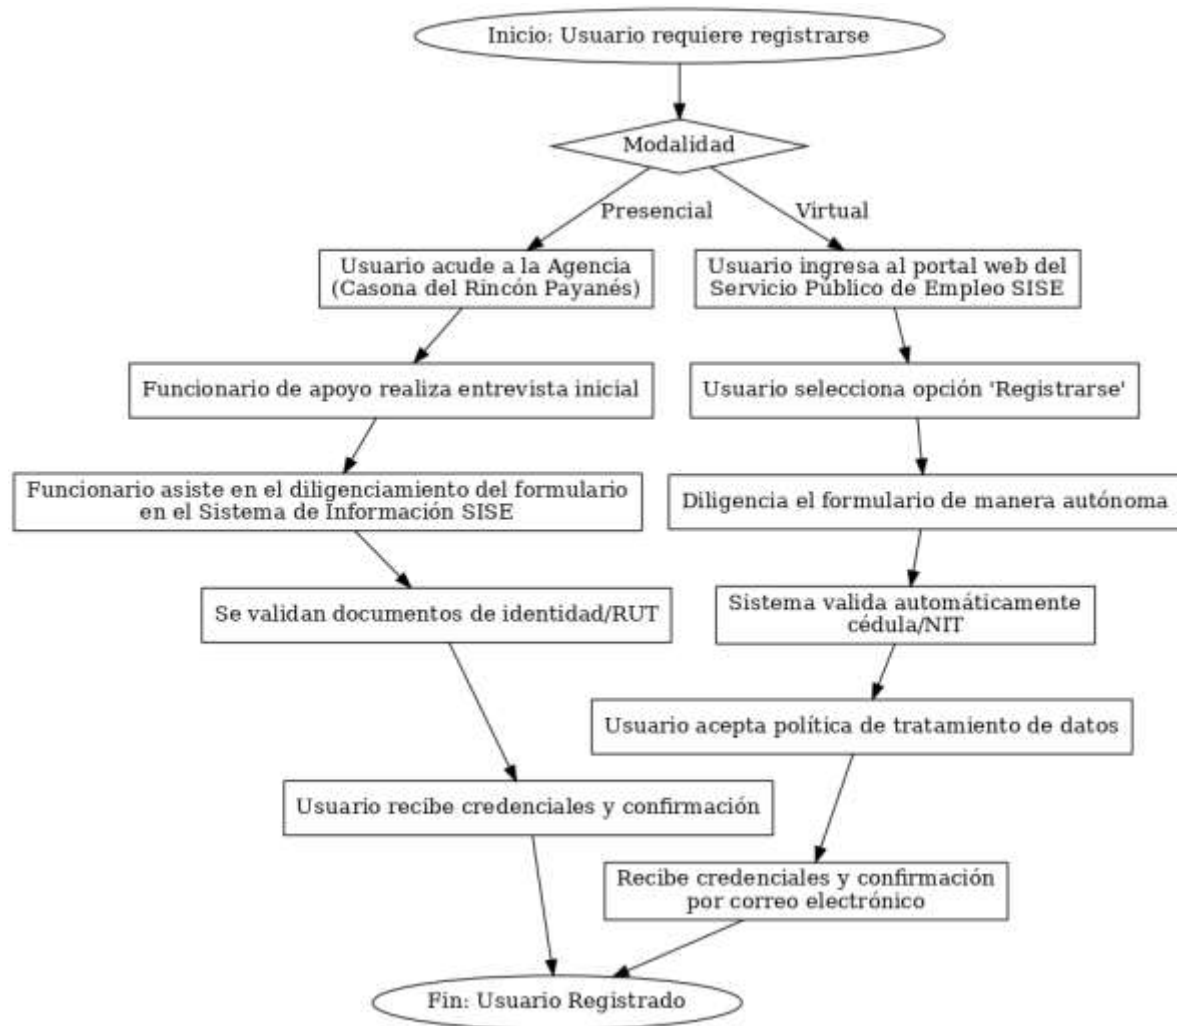 Inicio: Usuario requiere registrarse
Modalidad
Presencial
Virtual
Usuario acude a la Agencia
(Casona del Rincón Payanés)
Usuario ingresa al portal web del
Servicio Público de Empleo SISE
Funcionario de apoyo realiza entrevista inicial
Usuario selecciona opción 'Registrarse'
Funcionario asiste en el diligenciamiento del formulario
en el Sistema de Información SISE
Diligencia el formulario de manera autónoma
Se validan documentos de identidad/RUT
Sistema valida automáticamente
cédula/NIT
Usuario acepta política de tratamiento de datos
Usuario recibe credenciales y confirmación
Recibe credenciales y confirmación
por correo electrónico
Fin: Usuario Registrado